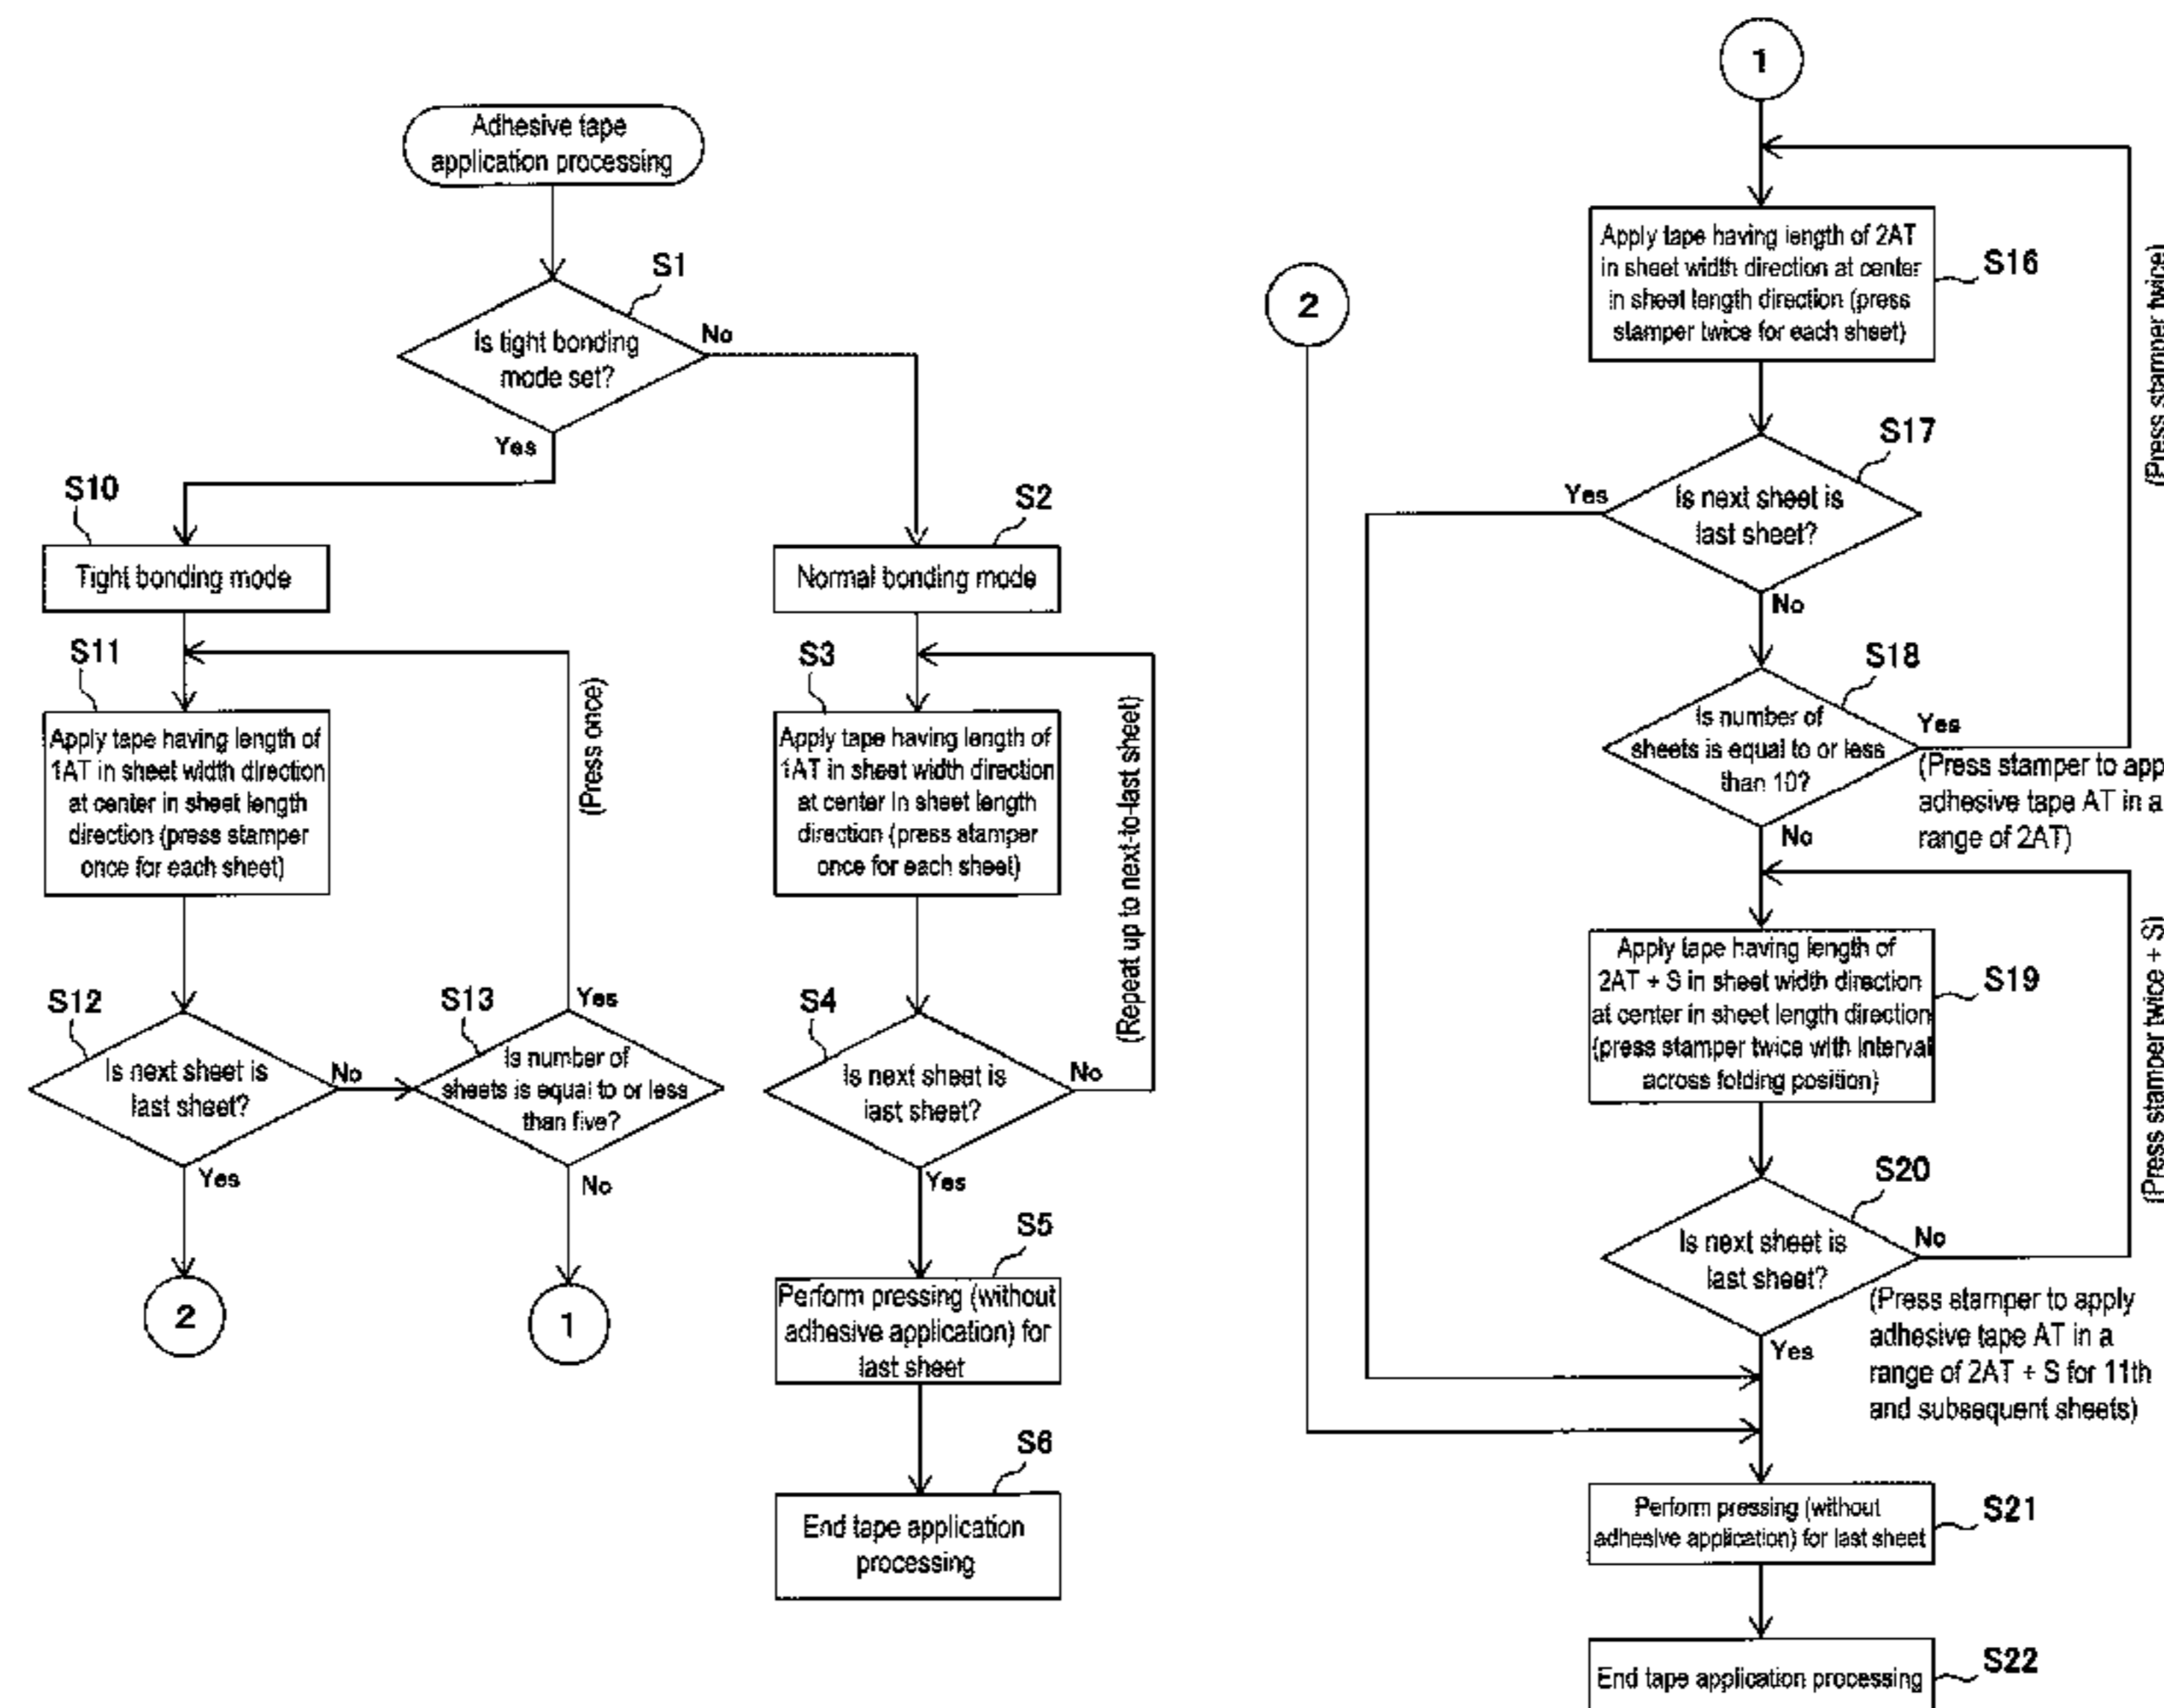 Adhesive tape
application processing
S1
Is tight bonding
mode set?
No
Yes
S10
Tight bonding mode
S2
Normal bonding mode
S11
Apply tape having length of
1AT in sheet width direction
at center in sheet length
direction (press stamper
once for each sheet)
(Press once)
S3
Apply tape having length of
1AT in sheet width direction
at center in sheet length
direction (press stamper
once for each sheet)
(Repeat up to next-to-last sheet)
S12
Is next sheet is
last sheet?
No
Yes
S13
Is number of
sheets is equal to or less
than five?
Yes
No
S4
Is next sheet is
last sheet?
No
Yes
2
1
S5
Perform pressing (without
adhesive application) for
last sheet
S6
End tape application
processing
1
2
Apply tape having length of 2AT
in sheet width direction at center
in sheet length direction (press
stamper twice for each sheet)
S16
(Press stamper twice)
S17
Is next sheet is
last sheet?
Yes
No
S18
Is number of
sheets is equal to or less
than 10?
Yes
(Press stamper to app
adhesive tape AT in a
range of 2AT)
No
Apply tape having length of
2AT + S in sheet width direction
at center in sheet length direction
(press stamper twice with interval
across folding position)
S19
(Press stamper twice + S)
S20
Is next sheet is
last sheet?
No
(Press stamper to apply
adhesive tape AT in a
range of 2AT + S for 11th
and subsequent sheets)
Yes
Perform pressing (without
adhesive application) for last sheet
S21
End tape application processing
S22